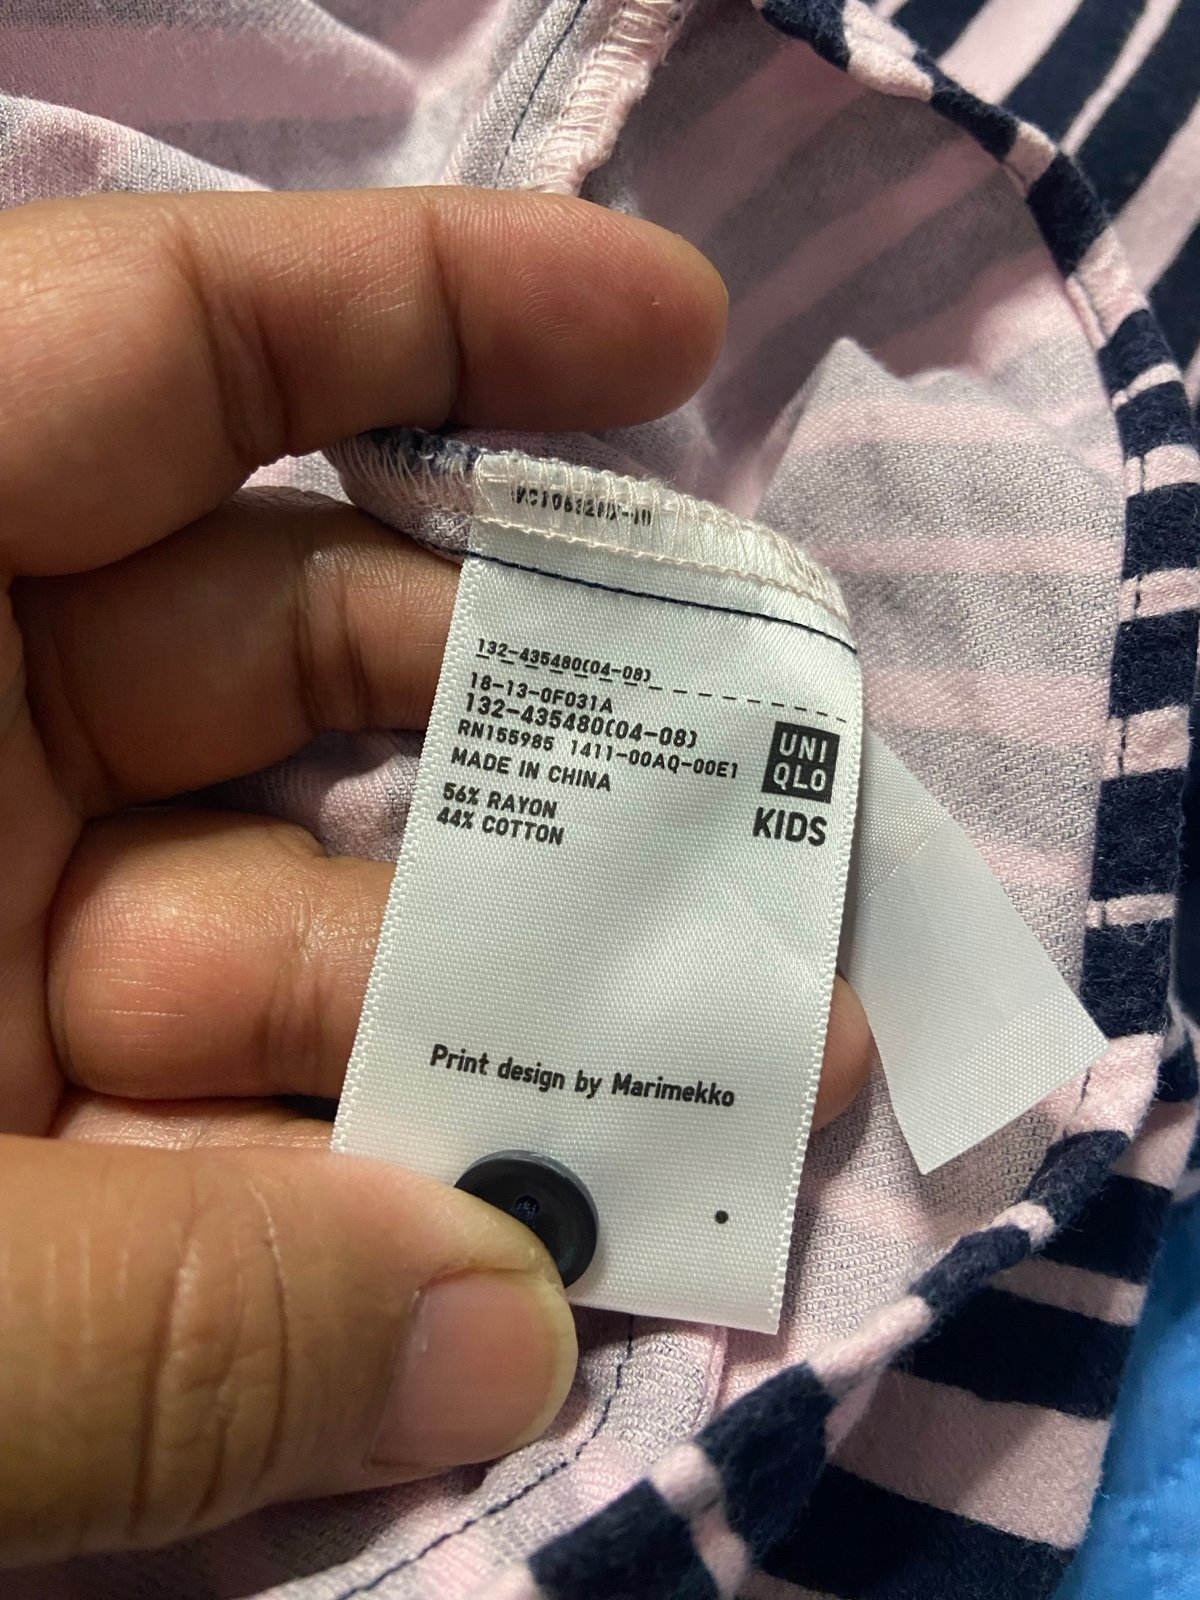 132-435480(04-08)
18-13-0F031A
132-435480(04-08)
RN155985 1411-00AQ-00E1
MADE IN CHINA
56% RAYON
44% COTTON
UNI
QLO
KIDS
Print design by Marimekko